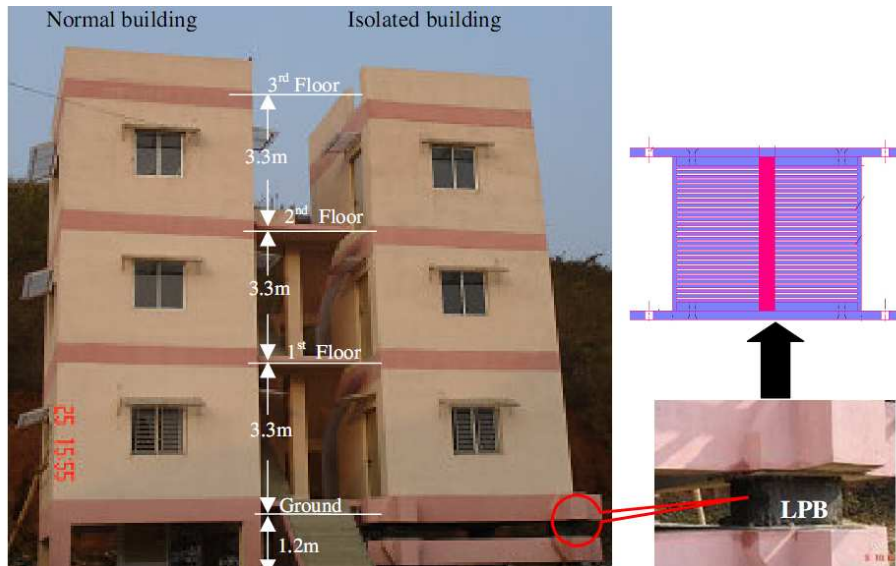 Normal building
Isolated building
3rd Floor
3.3m
2nd Floor
3.3m
1st Floor
3.3m
Ground
1.2m
25 15:55
LPB